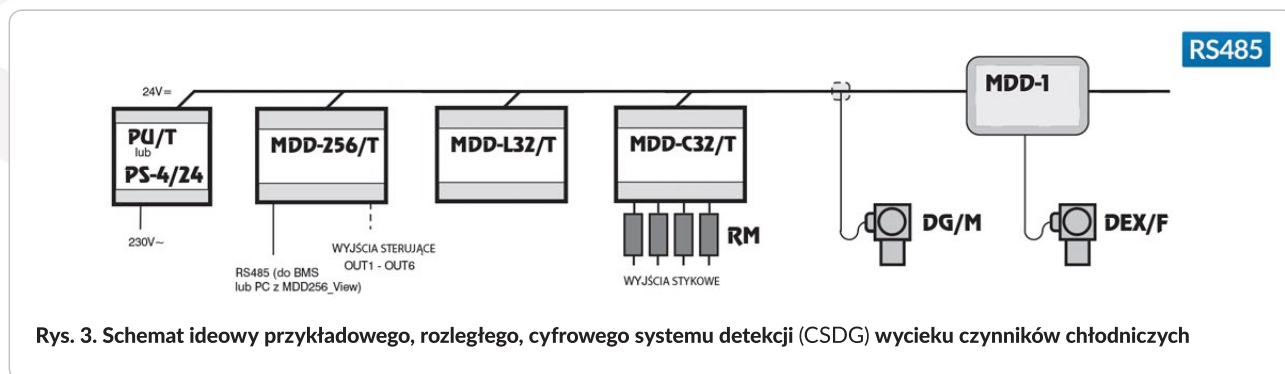 RS485
24V=
PU/T
lub
PS-4/24
230V~
MDD-256/T
RS485 (do BMS
lub PC z MDD256_View)
WYJŚCIA STERUJĄCE
OUT1 - OUT6
MDD-L32/T
MDD-C32/T
RM
WYJŚCIA STYKOWE
MDD-1
DG/M
DEX/F
Rys. 3. Schemat ideowy przykładowego, rozległego, cyfrowego systemu detekcji (CSDG) wycieku czynników chłodniczych